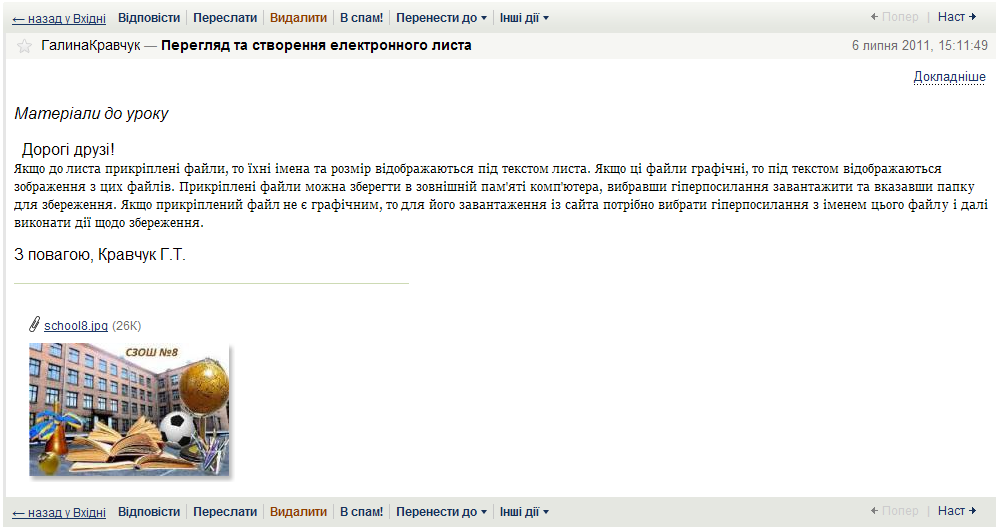 ← назад у Вхідні Відповісти Переслати Видалити В спам! Перенести до Інші дії Попер | Наст
ГалинаКравчук — Перегляд та створення електронного листа 6 липня 2011, 15:11:49
Докладніше
Матеріали до уроку
Дорогі друзі!
Якщо до листа прикріплені файли, то їхні імена та розмір відображаються під текстом листа. Якщо ці файли графічні, то під текстом відображаються
зображення з цих файлів. Прикріплені файли можна зберегти в зовнішній пам'яті комп'ютера, вибравши гіперпосилання завантажити та вказавши папку
для збереження. Якщо прикріплений файл не є графічним, то для його завантаження із сайта потрібно вибрати гіперпосилання з іменем цього файлу і далі
виконати дії щодо збереження.
З повагою, Кравчук Г.Т.
school8.jpg (26K)
СЗОШ №8
← назад у Вхідні Відповісти Переслати Видалити В спам! Перенести до Інші дії Попер | Наст